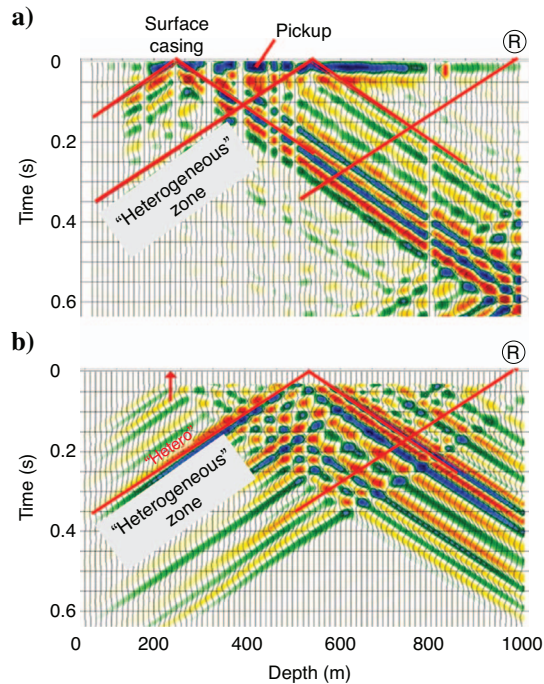 a)
Surface
casing
Pickup
R
0
0.2
0.4
0.6
Time (s)
“Heterogeneous”
zone
b)
R
0
0.2
0.4
0.6
Time (s)
“Hetero”
“Heterogeneous”
zone
0 200 400 600 800 1000
Depth (m)